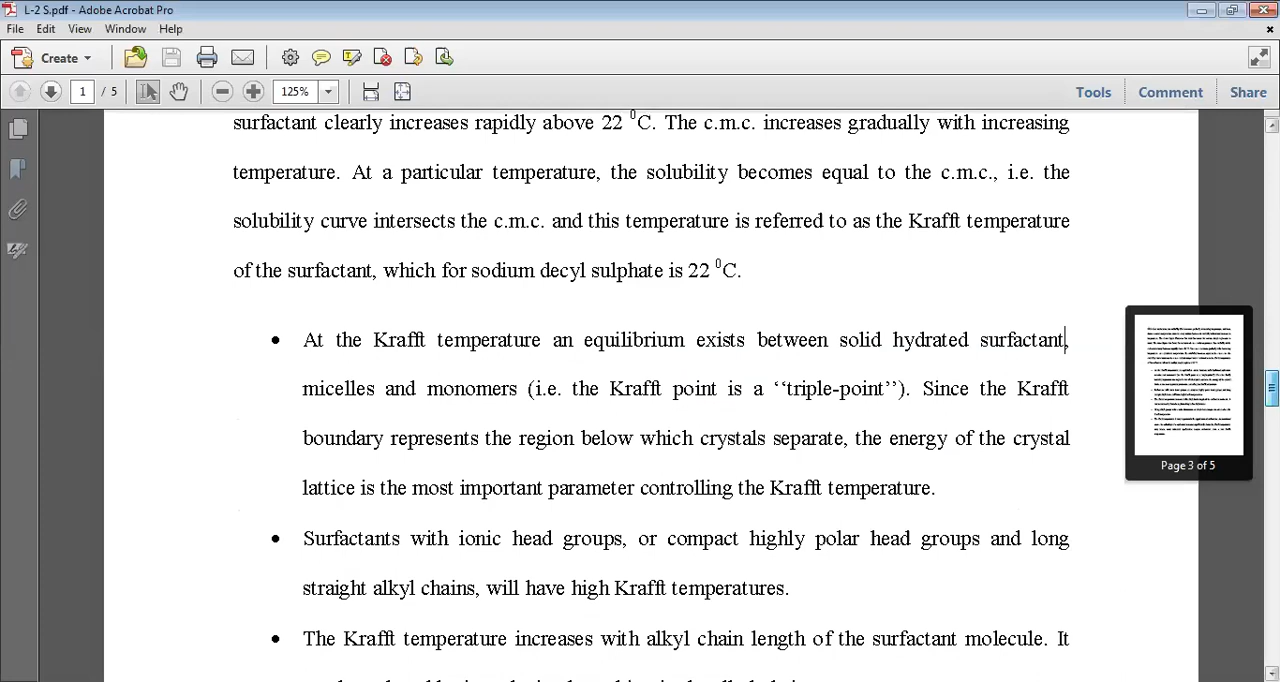 L-2 S.pdf - Adobe Acrobat Pro
File Edit View Window Help
Create
1 / 5 125% Tools Comment Share
surfactant clearly increases rapidly above 22 ⁰C. The c.m.c. increases gradually with increasing
temperature. At a particular temperature, the solubility becomes equal to the c.m.c., i.e. the
solubility curve intersects the c.m.c. and this temperature is referred to as the Krafft temperature
of the surfactant, which for sodium decyl sulphate is 22 ⁰C.
• At the Krafft temperature an equilibrium exists between solid hydrated surfactant,
micelles and monomers (i.e. the Krafft point is a ‘‘triple-point’’). Since the Krafft
boundary represents the region below which crystals separate, the energy of the crystal
lattice is the most important parameter controlling the Krafft temperature.
• Surfactants with ionic head groups, or compact highly polar head groups and long
straight alkyl chains, will have high Krafft temperatures.
• The Krafft temperature increases with alkyl chain length of the surfactant molecule. It
Page 3 of 5